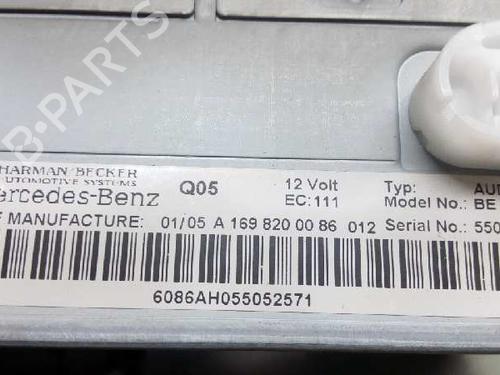 B-Parts
HARMAN/BECKER
AUTOMOTIVE SYSTEMS
ercedes-Benz Q05 12 Volt Typ: AU
EC:111 Model No.: BE
F MANUFACTURE: 01/05 A 169 820 00 86 012 Serial No.: 550
6086AH055052571